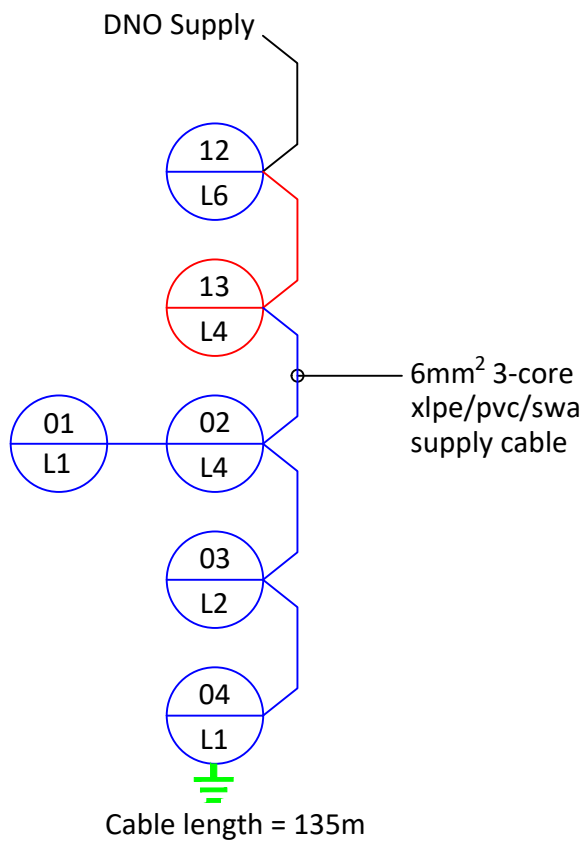 DNO Supply
12
L6
13
L4
6mm² 3-core
xlpe/pvc/swa
supply cable
01
L1
02
L4
03
L2
04
L1
Cable length = 135m